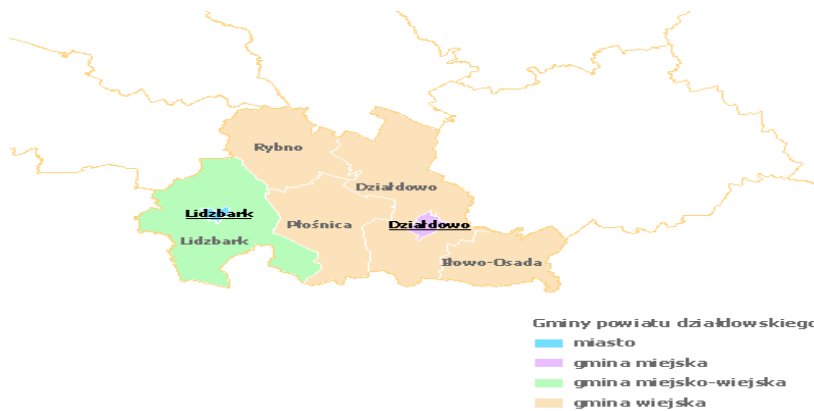 Rybno
Działdowo
Lidzbark
Płośnica
Działdowo
Lidzbark
Iłowo-Osada
Gminy powiatu działdowskiego
miasto
gmina miejska
gmina miejsko-wiejska
gmina wiejska